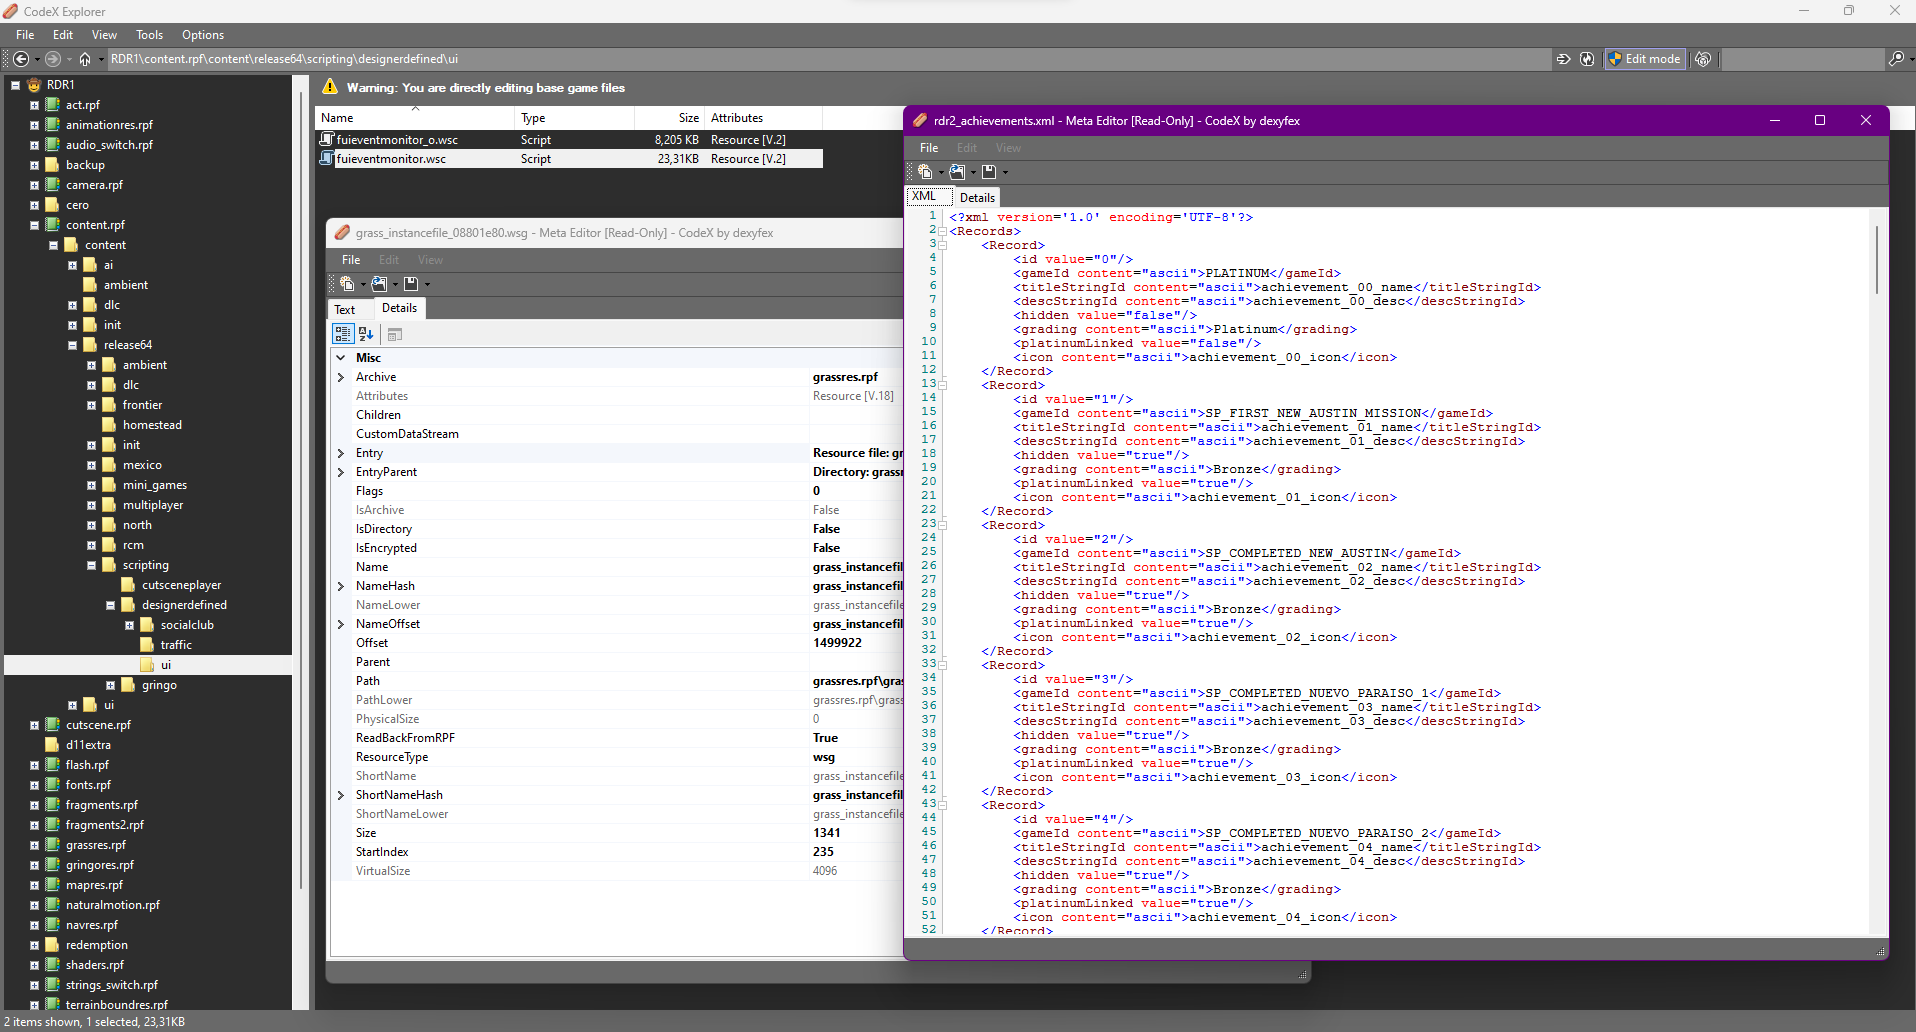 CodeX Explorer
File Edit View Tools Options
RDR1\content.rpf\content\release64\scripting\designerdefined\ui
Edit mode
RDR1
act.rpf
animationres.rpf
audio_switch.rpf
backup
camera.rpf
cero
content.rpf
content
ai
ambient
dlc
init
release64
ambient
dlc
frontier
homestead
init
mexico
mini_games
multiplayer
north
rcm
scripting
cutsceneplayer
designerdefined
socialclub
traffic
ui
gringo
ui
cutscene.rpf
d11extra
flash.rpf
fonts.rpf
fragments.rpf
fragments2.rpf
grassres.rpf
gringores.rpf
mapres.rpf
naturalmotion.rpf
navres.rpf
redemption
shaders.rpf
strings_switch.rpf
terrainboundres.rpf
2 items shown, 1 selected, 23,31KB
Warning: You are directly editing base game files
Name Type Size Attributes
fuieventmonitor_o.wsc Script 8,205 KB Resource [V.2]
fuieventmonitor.wsc Script 23,31KB Resource [V.2]
grass_instancefile_08801e80.wsg - Meta Editor [Read-Only] - CodeX by dexyfex
File Edit View
Text Details
Misc
Archive grassres.rpf
Attributes Resource [V.18]
Children
CustomDataStream
Entry Resource file: gr
EntryParent Directory: grassr
Flags 0
IsArchive False
IsDirectory False
IsEncrypted False
Name grass_instancefil
NameHash grass_instancefil
NameLower grass_instancefile
NameOffset grass_instancefil
Offset 1499922
Parent
Path grassres.rpf\gras
PathLower grassres.rpf\grass
PhysicalSize 0
ReadBackFromRPF True
ResourceType wsg
ShortName grass_instancefile
ShortNameHash grass_instancefil
ShortNameLower grass_instancefile
Size 1341
StartIndex 235
VirtualSize 4096
rdr2_achievements.xml - Meta Editor [Read-Only] - CodeX by dexyfex
File Edit View
XML Details
1 <?xml version='1.0' encoding='UTF-8'?>
2 <Records>
3 <Record>
4 <id value="0"/>
5 <gameId content="ascii">PLATINUM</gameId>
6 <titleStringId content="ascii">achievement_00_name</titleStringId>
7 <descStringId content="ascii">achievement_00_desc</descStringId>
8 <hidden value="false"/>
9 <grading content="ascii">Platinum</grading>
10 <platinumLinked value="false"/>
11 <icon content="ascii">achievement_00_icon</icon>
12 </Record>
13 <Record>
14 <id value="1"/>
15 <gameId content="ascii">SP_FIRST_NEW_AUSTIN_MISSION</gameId>
16 <titleStringId content="ascii">achievement_01_name</titleStringId>
17 <descStringId content="ascii">achievement_01_desc</descStringId>
18 <hidden value="true"/>
19 <grading content="ascii">Bronze</grading>
20 <platinumLinked value="true"/>
21 <icon content="ascii">achievement_01_icon</icon>
22 </Record>
23 <Record>
24 <id value="2"/>
25 <gameId content="ascii">SP_COMPLETED_NEW_AUSTIN</gameId>
26 <titleStringId content="ascii">achievement_02_name</titleStringId>
27 <descStringId content="ascii">achievement_02_desc</descStringId>
28 <hidden value="true"/>
29 <grading content="ascii">Bronze</grading>
30 <platinumLinked value="true"/>
31 <icon content="ascii">achievement_02_icon</icon>
32 </Record>
33 <Record>
34 <id value="3"/>
35 <gameId content="ascii">SP_COMPLETED_NUEVO_PARAISO_1</gameId>
36 <titleStringId content="ascii">achievement_03_name</titleStringId>
37 <descStringId content="ascii">achievement_03_desc</descStringId>
38 <hidden value="true"/>
39 <grading content="ascii">Bronze</grading>
40 <platinumLinked value="true"/>
41 <icon content="ascii">achievement_03_icon</icon>
42 </Record>
43 <Record>
44 <id value="4"/>
45 <gameId content="ascii">SP_COMPLETED_NUEVO_PARAISO_2</gameId>
46 <titleStringId content="ascii">achievement_04_name</titleStringId>
47 <descStringId content="ascii">achievement_04_desc</descStringId>
48 <hidden value="true"/>
49 <grading content="ascii">Bronze</grading>
50 <platinumLinked value="true"/>
51 <icon content="ascii">achievement_04_icon</icon>
52 </Record>